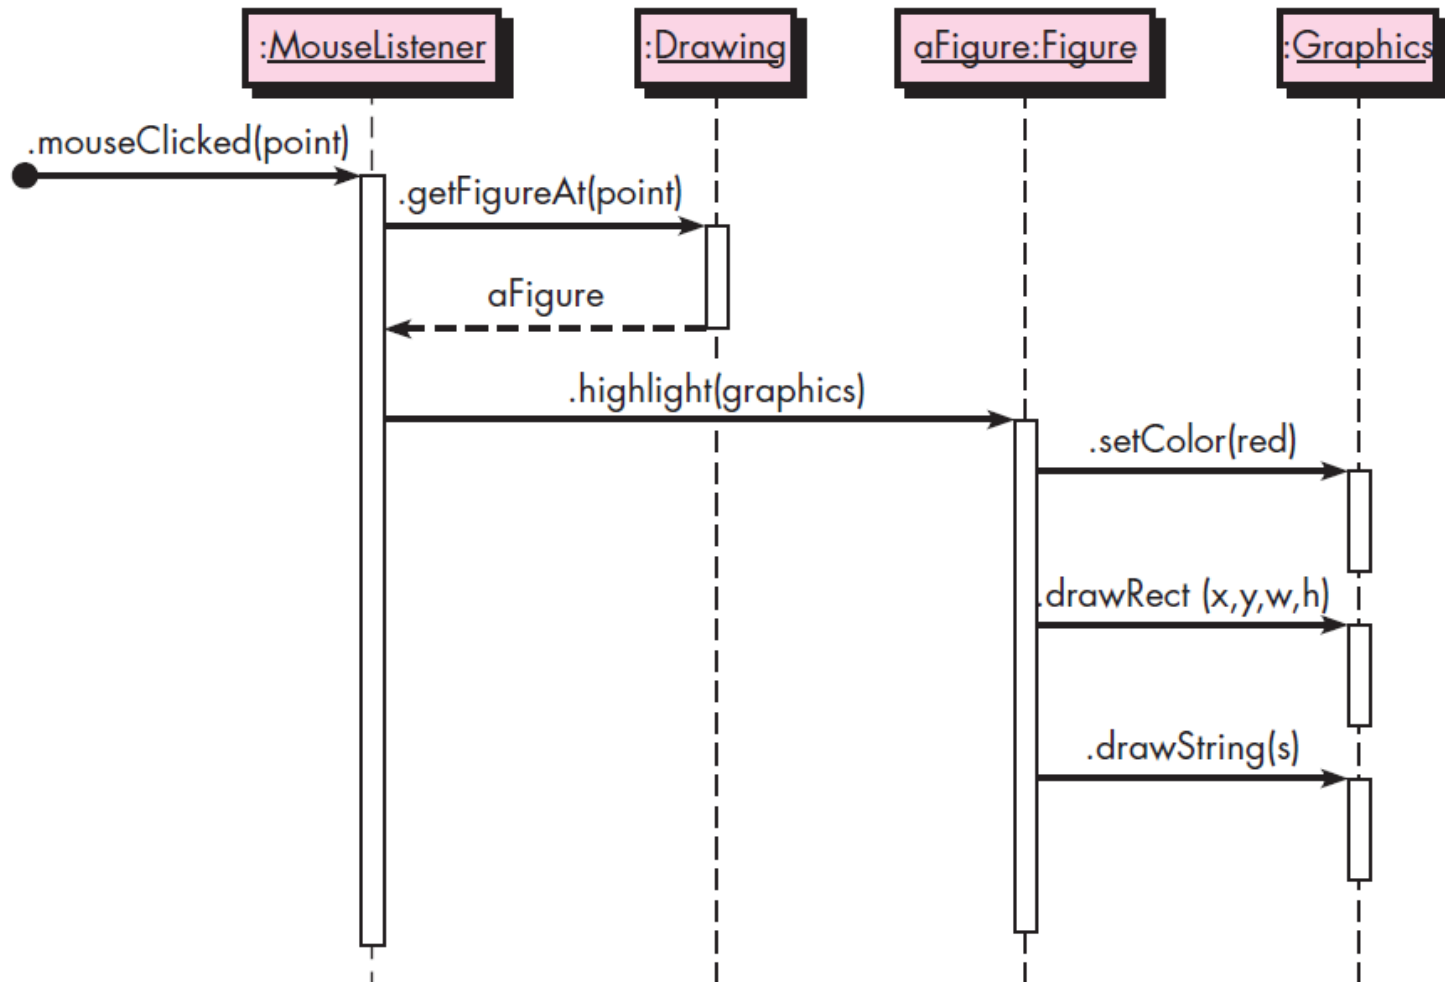 :MouseListener
:Drawing
aFigure:Figure
:Graphics
.mouseClicked(point)
.getFigureAt(point)
aFigure
.highlight(graphics)
.setColor(red)
.drawRect (x,y,w,h)
.drawString(s)